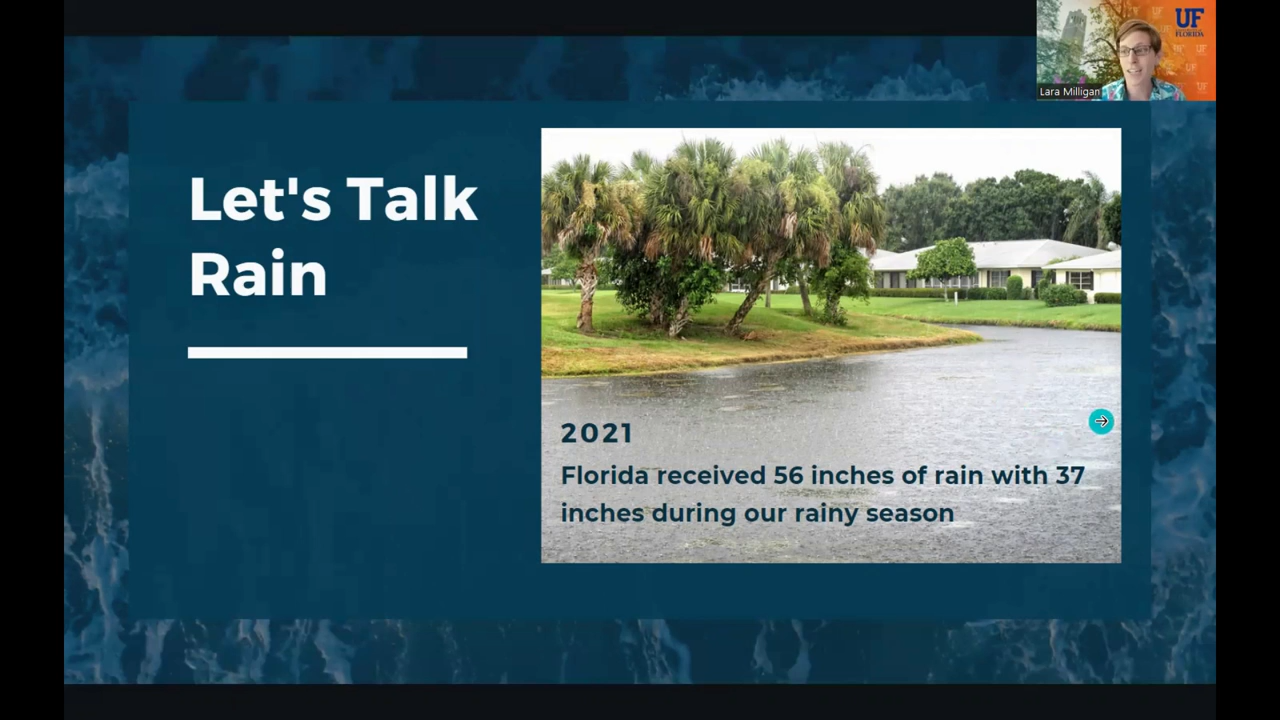 UF
FLORIDA
Lara Milligan
Let's Talk
Rain
2021
Florida received 56 inches of rain with 37
inches during our rainy season